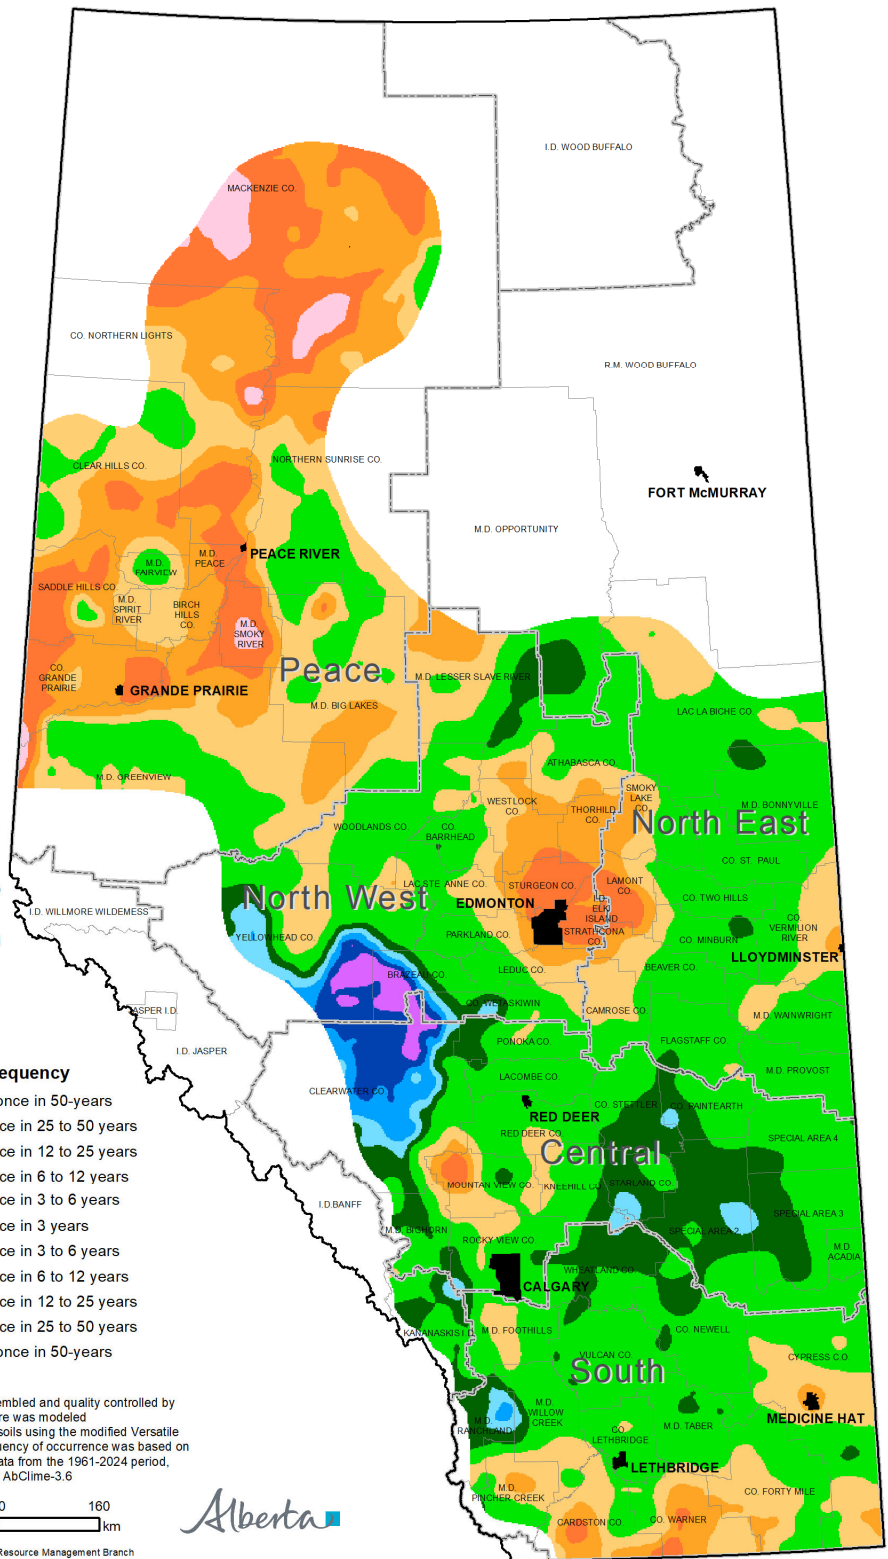 I.D. WOOD BUFFALO
MACKENZIE CO.
CO. NORTHERN LIGHTS
R.M. WOOD BUFFALO
CLEAR HILLS CO.
NORTHERN SUNRISE CO.
FORT McMURRAY
M.D. OPPORTUNITY
PEACE RIVER
M.D.
PEACE
M.D.
FAIRVIEW
SADDLE HILLS CO.
M.D.
SPIRIT
RIVER
BIRCH
HILLS
CO.
M.D.
SMOKY
RIVER
CO.
GRANDE
PRAIRIE
GRANDE PRAIRIE
Peace
M.D. LESSER SLAVE RIVER
M.D. BIG LAKES
LAC LA BICHE CO.
M.D. GREENVIEW
ATHABASCA CO.
WESTLOCK
CO.
THORHILD
CO.
SMOKY
LAKE
CO.
M.D. BONNYVILLE
North East
WOODLANDS CO.
CO.
BARRHEAD
CO. ST. PAUL
North West
LAC STE. ANNE CO.
STURGEON CO.
LAMONT
CO.
EDMONTON
I.D.
ELK
ISLAND
STRATHCONA
CO.
CO. TWO HILLS
I.D. WILLMORE WILDEMESS
YELLOWHEAD CO.
PARKLAND CO.
CO. MINBURN
CO.
VERMILION
RIVER
LLOYDMINSTER
BRAZEAU CO.
LEDUC CO.
BEAVER CO.
CO. WETASKIWIN
CAMROSE CO.
M.D. WAINWRIGHT
JASPER I.D.
I.D. JASPER
PONOKA CO.
FLAGSTAFF CO.
M.D. PROVOST
equency
once in 50-years
ce in 25 to 50 years
ce in 12 to 25 years
ce in 6 to 12 years
ce in 3 to 6 years
ce in 3 years
ce in 3 to 6 years
ce in 6 to 12 years
ce in 12 to 25 years
ce in 25 to 50 years
once in 50-years
CLEARWATER CO.
LACOMBE CO.
RED DEER
CO. STETTLER
CO. PAINTEARTH
RED DEER CO.
SPECIAL AREA 4
Central
MOUNTAIN VIEW CO.
KNEEHILL CO.
STARLAND CO.
I.D.BANFF
M.D. BIGHORN
ROCKY VIEW CO.
SPECIAL AREA 2
SPECIAL AREA 3
M.D.
ACADIA
WHEATLAND CO.
CALGARY
KANANASKIS I.D.
M.D. FOOTHILLS
CO. NEWELL
VULCAN CO.
South
CYPRESS C.O.
M.D.
RANCHLAND
M.D.
WILLOW
CREEK
CO.
LETHBRIDGE
M.D. TABER
MEDICINE HAT
LETHBRIDGE
M.D.
PINCHER CREEK
CO. FORTY MILE
CARDSTON CO.
CO. WARNER
embled and quality controlled by
re was modeled
soils using the modified Versatile
uency of occurrence was based on
ata from the 1961-2024 period,
AbClime-3.6
0 160
km
Alberta
Resource Management Branch